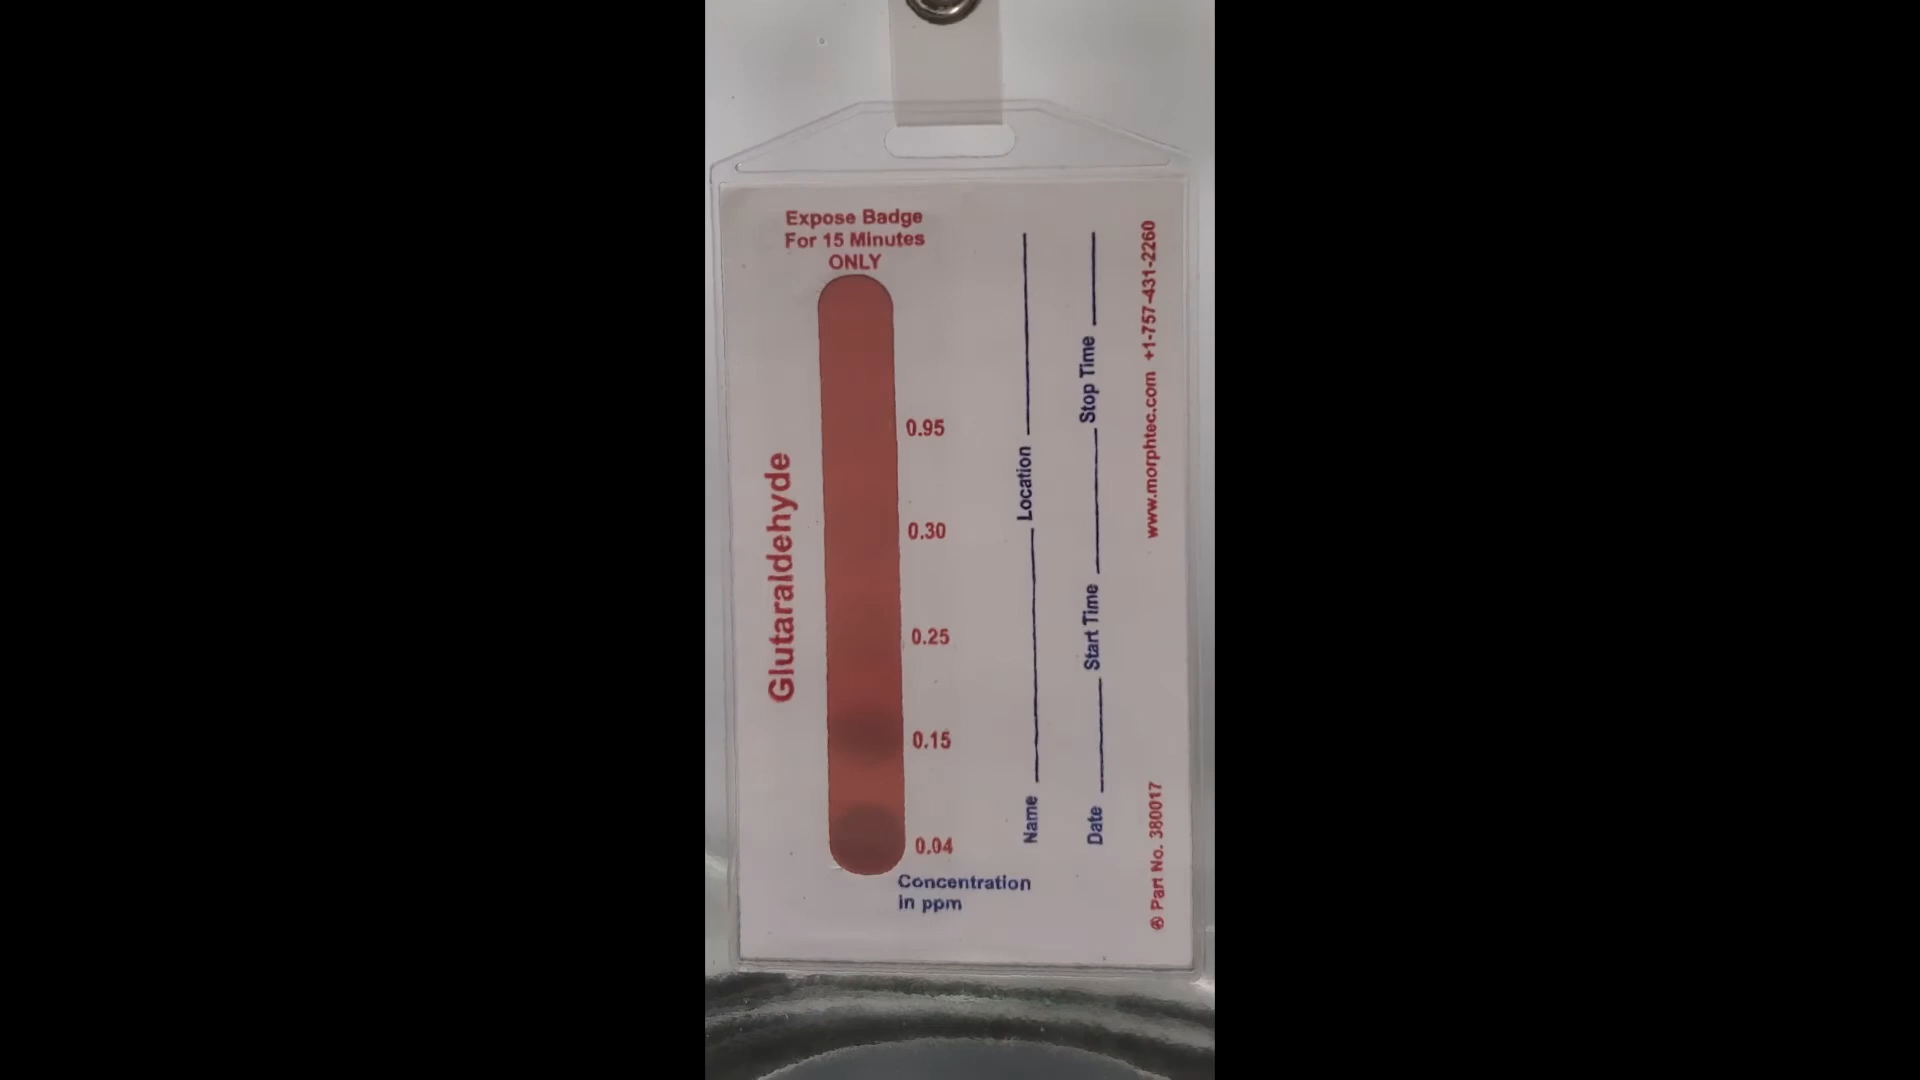 Expose Badge
For 15 Minutes
ONLY
Glutaraldehyde
0.95
0.30
0.25
0.15
0.04
Concentration
in ppm
Name Location
Date Start Time Stop Time
Part No. 380017 www.morphtec.com +1-757-431-2260